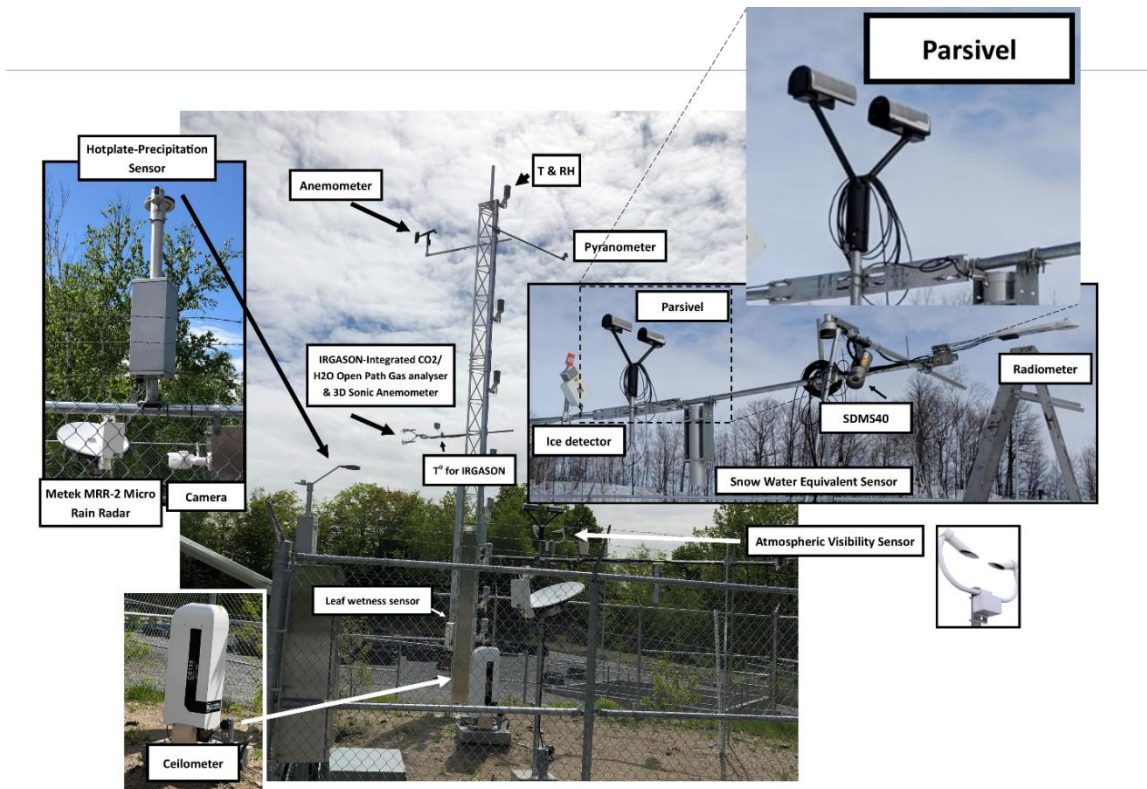 Parsivel
Hotplate-Precipitation
Sensor
T & RH
Anemometer
Pyranometer
Parsivel
IRGASON-Integrated CO2/
H2O Open Path Gas analyser
& 3D Sonic Anemometer
Radiometer
SDMS40
Ice detector
T° for IRGASON
Snow Water Equivalent Sensor
Metek MRR-2 Micro
Rain Radar
Camera
Atmospheric Visibility Sensor
Leaf wetness sensor
Ceilometer